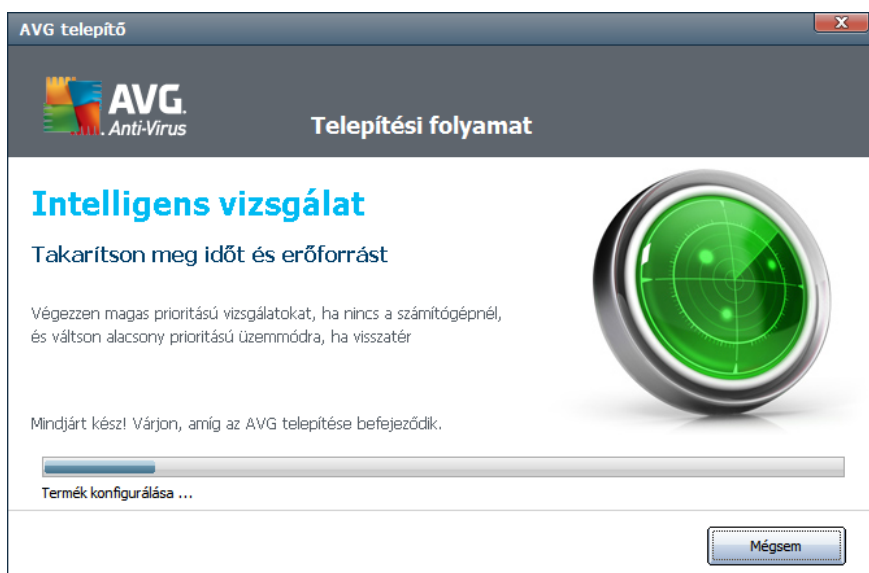 AVG telepítő
X
AVG.
Anti-Virus
Telepítési folyamat
Intelligens vizsgálat
Takarítson meg időt és erőforrást
Végezzen magas prioritású vizsgálatokat, ha nincs a számítógépnél,
és váltson alacsony prioritású üzemmódra, ha visszatér
Mindjárt kész! Várjon, amíg az AVG telepítése befejeződik.
Termék konfigurálása ...
Mégsem